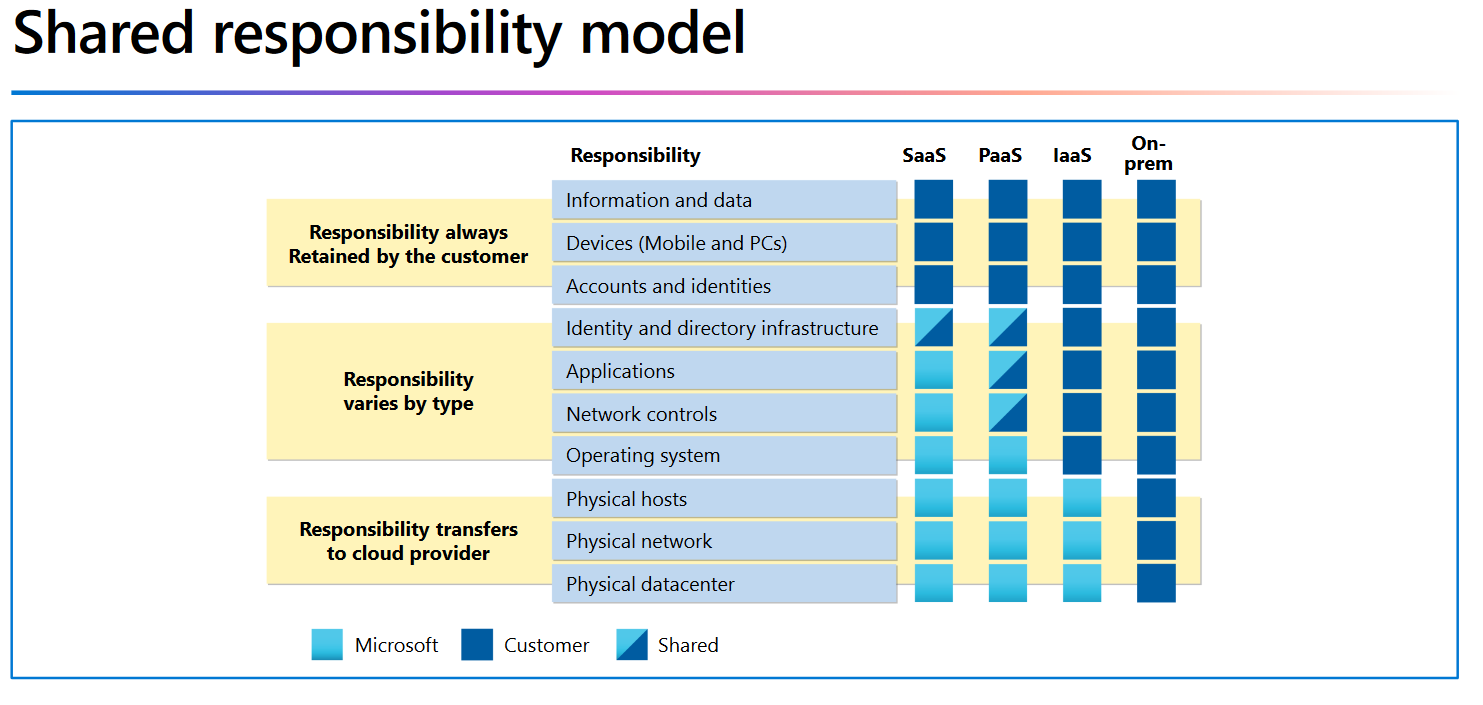 Shared responsibility model
Responsibility
SaaS
PaaS
IaaS
On-
prem
Responsibility always
Retained by the customer
Information and data
Devices (Mobile and PCs)
Accounts and identities
Responsibility
varies by type
Identity and directory infrastructure
Applications
Network controls
Operating system
Responsibility transfers
to cloud provider
Physical hosts
Physical network
Physical datacenter
Microsoft
Customer
Shared